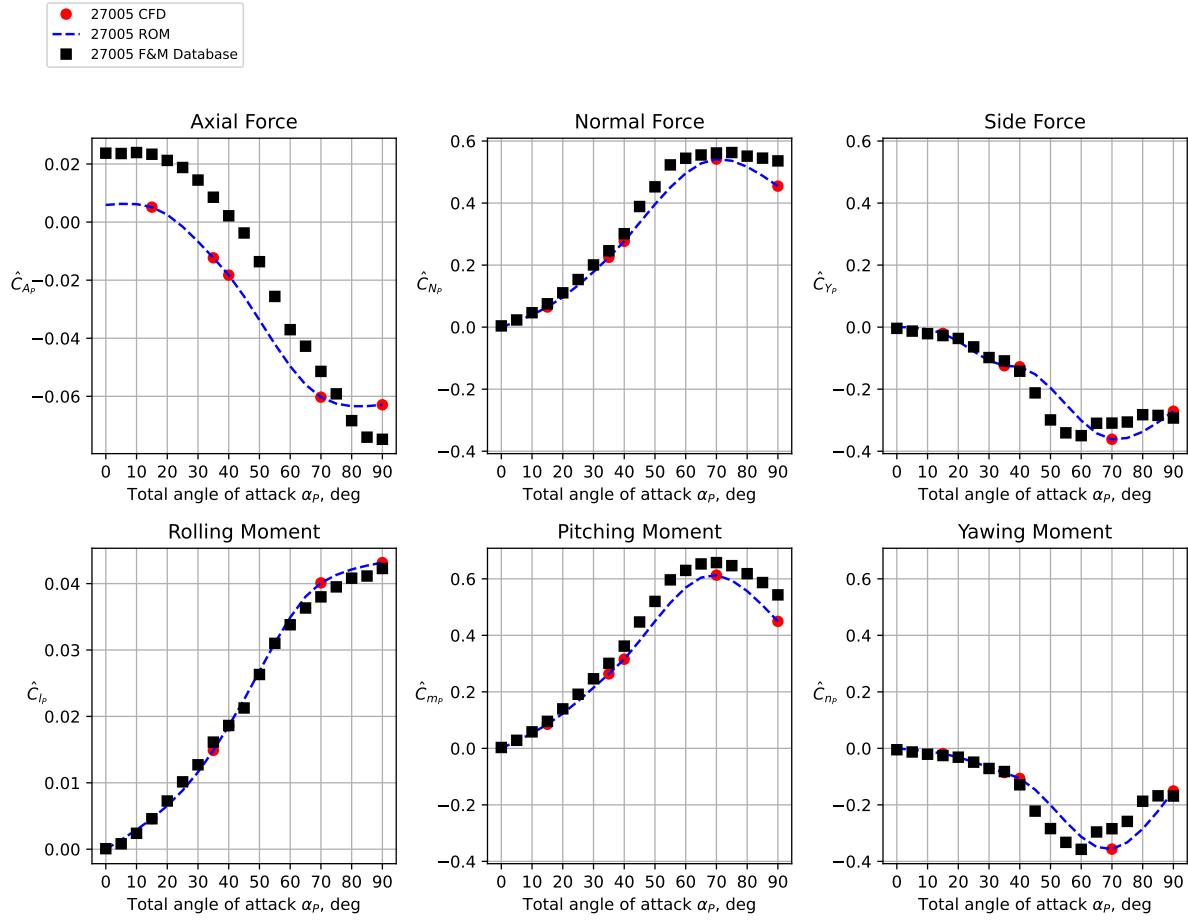 27005 CFD
27005 ROM
27005 F&M Database
Axial Force
0.02
0.00
−0.02
−0.04
−0.06
Ĉ_{A_P}
0 10 20 30 40 50 60 70 80 90
Total angle of attack α_P, deg
Normal Force
0.6
0.4
0.2
0.0
−0.2
−0.4
Ĉ_{N_P}
0 10 20 30 40 50 60 70 80 90
Total angle of attack α_P, deg
Side Force
0.6
0.4
0.2
0.0
−0.2
−0.4
Ĉ_{Y_P}
0 10 20 30 40 50 60 70 80 90
Total angle of attack α_P, deg
Rolling Moment
0.04
0.03
0.02
0.01
0.00
Ĉ_{l_P}
0 10 20 30 40 50 60 70 80 90
Total angle of attack α_P, deg
Pitching Moment
0.6
0.4
0.2
0.0
−0.2
−0.4
Ĉ_{m_P}
0 10 20 30 40 50 60 70 80 90
Total angle of attack α_P, deg
Yawing Moment
0.6
0.4
0.2
0.0
−0.2
−0.4
Ĉ_{n_P}
0 10 20 30 40 50 60 70 80 90
Total angle of attack α_P, deg